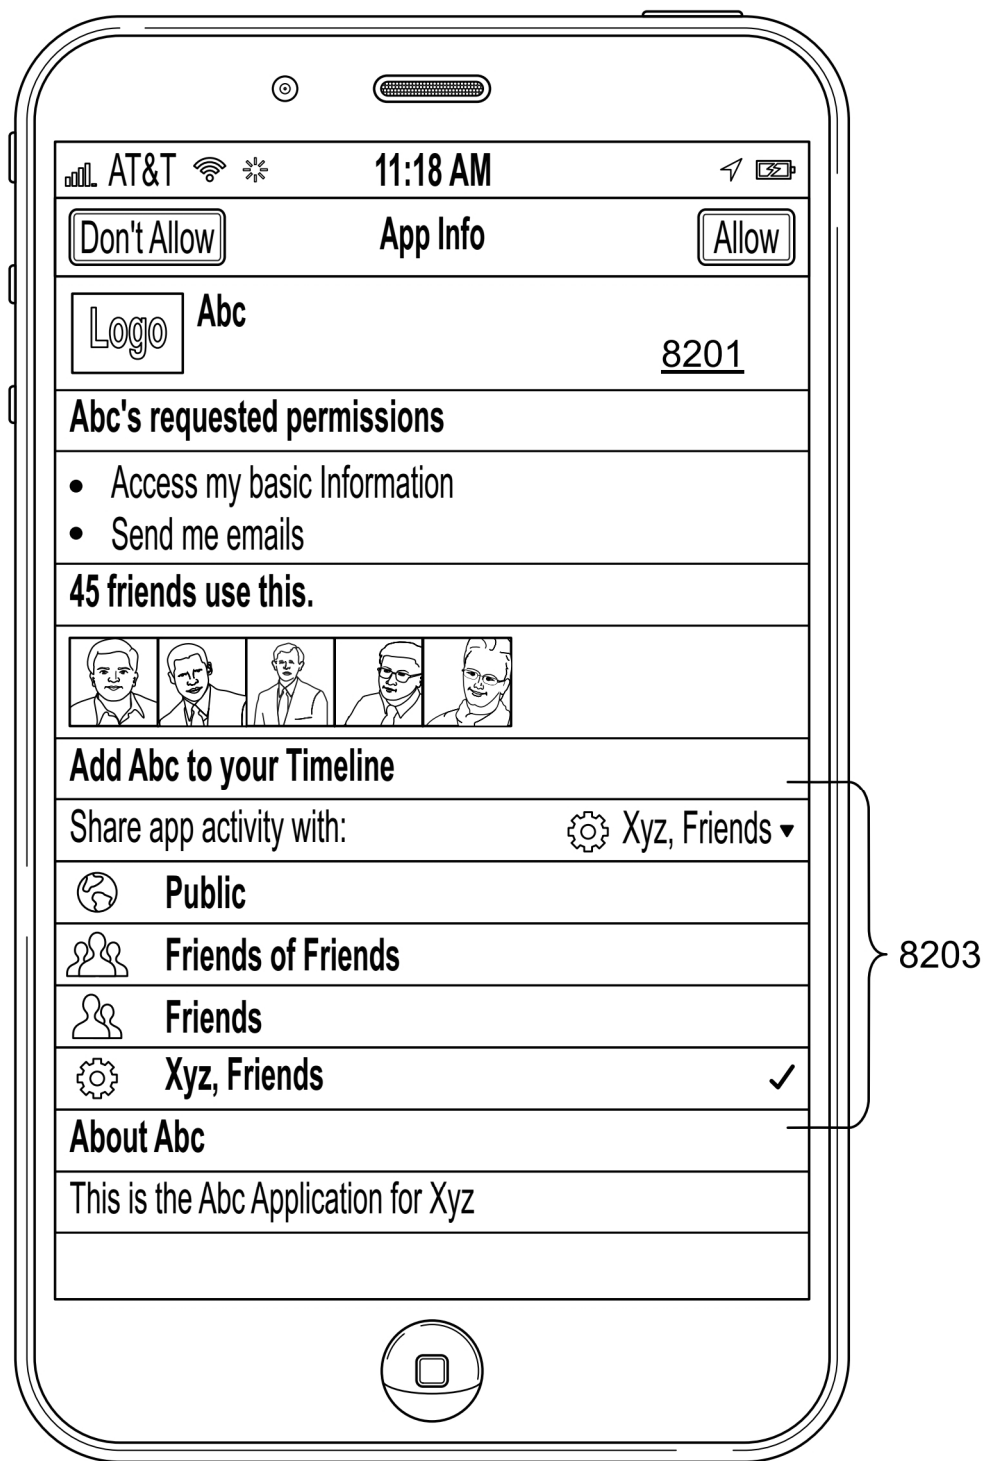 AT&T 11:18 AM
Don't Allow App Info Allow
Logo Abc
8201
Abc's requested permissions
• Access my basic Information
• Send me emails
45 friends use this.
Add Abc to your Timeline
Share app activity with: Xyz, Friends
Public
Friends of Friends
8203
Friends
Xyz, Friends
About Abc
This is the Abc Application for Xyz